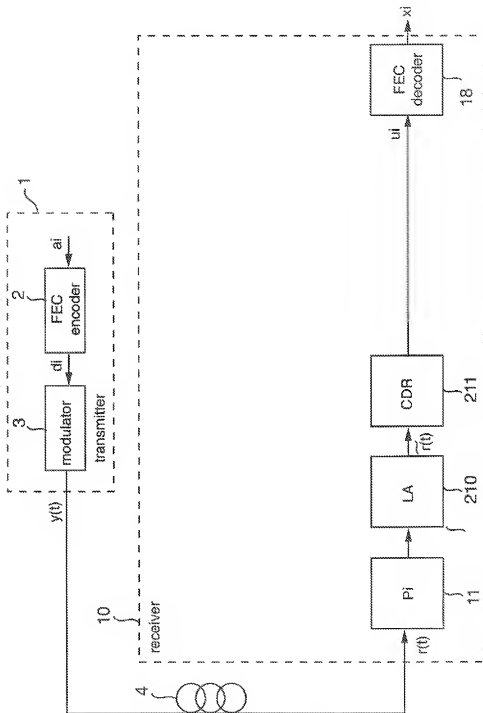 1
ai
2
FEC
encoder
di
3
modulator
transmitter
y(t)
4
10
receiver
r(t)
Pi
11
LA
210
r̃(t)
CDR
211
ui
FEC
decoder
18
xi